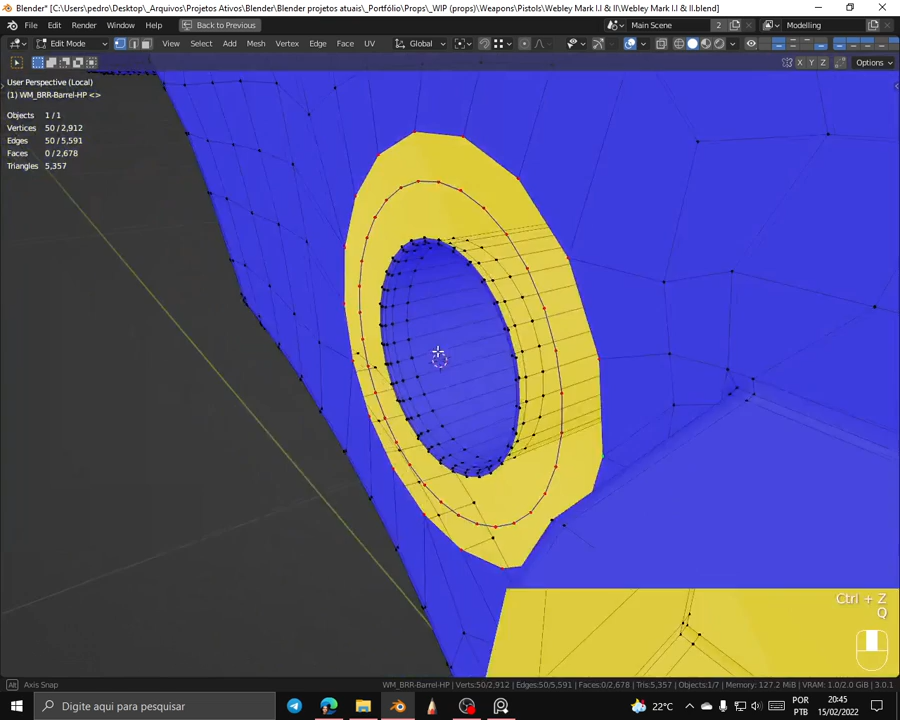 Blender* [C:\Users\pedro\Desktop\_Arquivos\Projetos Ativos\Blender\Blender projetos atuais\_Portfólio\Props\_WIP (props)\Weapons\Pistols\Webley Mark I.I & II\Webley Mark I.I & II.blend]
File Edit Render Window Help Back to Previous Main Scene 2 Modelling
Edit Mode View Select Add Mesh Vertex Edge Face UV Global
X Y Z Options
User Perspective (Local)
(1) WM_BRR-Barrel-HP <>
Objects 1/1
Vertices 50/2,912
Edges 50/5,591
Faces 0/2,678
Triangles 5,357
Ctrl + Z
Q
Alt Axis Snap
WM_BRR-Barrel-HP | Verts:50/2,912 | Edges:50/5,591 | Faces:0/2,678 | Tris:5,357 | Objects:1/7 | Memory: 127.2 MiB | VRAM: 1.0/2.0 GiB | 3.0.1
Digite aqui para pesquisar
22°C
POR
PTB
20:45
15/02/2022